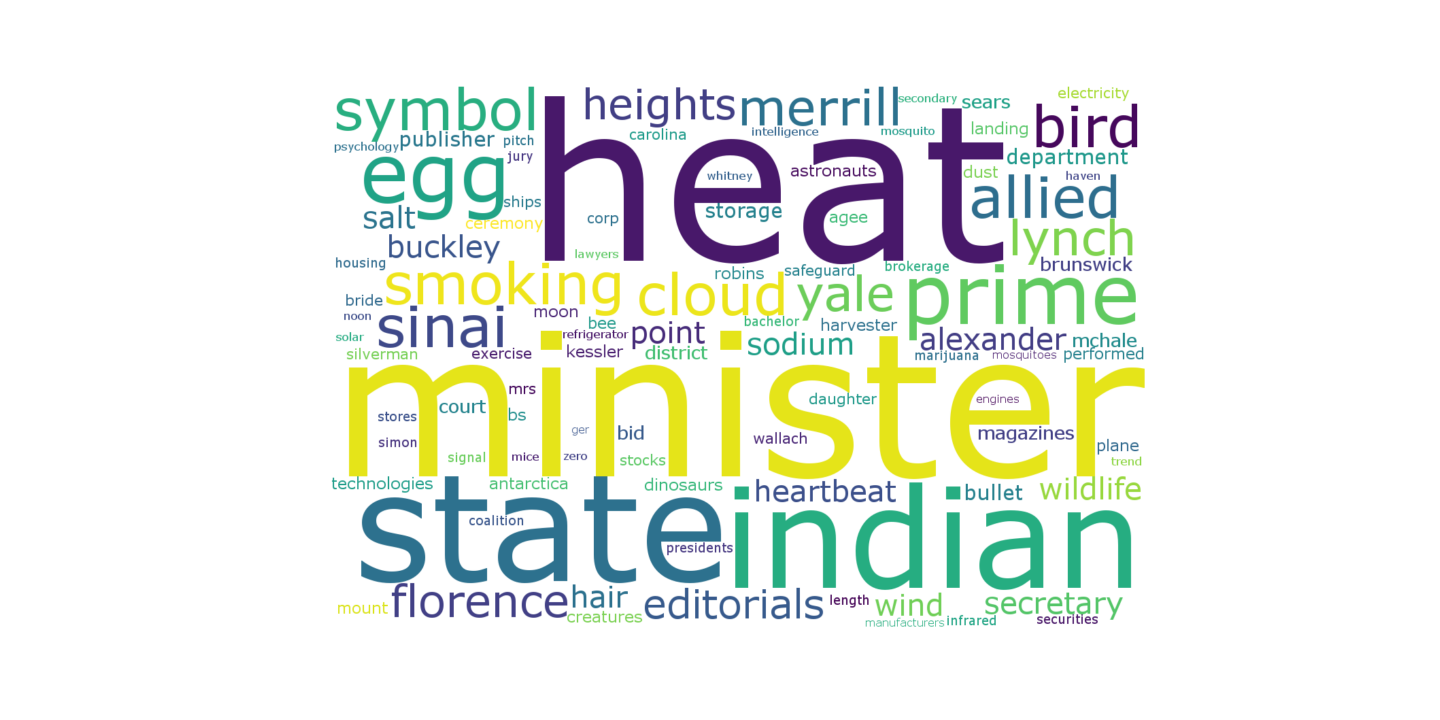 symbol
heat
heights
merrill
secondary
sears
electricity
bird
psychology
publisher
pitch
carolina
intelligence
mosquito
landing
department
jury
egg
whitney
astronauts
dust
haven
allied
ships
salt
ceremony
corp
storage
agee
lynch
buckley
lawyers
housing
smoking
robins
safeguard
brokerage
brunswick
bride
cloud
yale
prime
noon
sinai
moon
bee
refrigerator
point
bachelor
harvester
solar
silverman
exercise
kessler
district
sodium
alexander
mchale
marijuana
mosquitoes
performed
minister
mrs
stores
court
bs
daughter
engines
simon
ger
bid
wallach
magazines
plane
signal
mice
zero
stocks
trend
technologies
antarctica
dinosaurs
heartbeat
bullet
wildlife
state
coalition
presidents
indian
mount
florence
hair
creatures
editorials
length
wind
manufacturers
infrared
secretary
securities